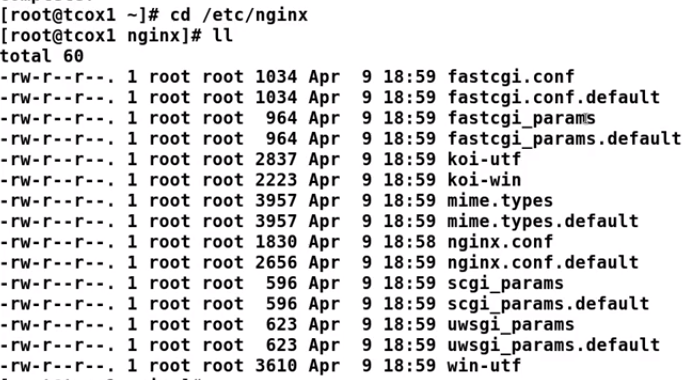 [root@tcox1 ~]# cd /etc/nginx
[root@tcox1 nginx]# ll
total 60
-rw-r--r--. 1 root root 1034 Apr  9 18:59 fastcgi.conf
-rw-r--r--. 1 root root 1034 Apr  9 18:59 fastcgi.conf.default
-rw-r--r--. 1 root root  964 Apr  9 18:59 fastcgi_params
-rw-r--r--. 1 root root  964 Apr  9 18:59 fastcgi_params.default
-rw-r--r--. 1 root root 2837 Apr  9 18:59 koi-utf
-rw-r--r--. 1 root root 2223 Apr  9 18:59 koi-win
-rw-r--r--. 1 root root 3957 Apr  9 18:59 mime.types
-rw-r--r--. 1 root root 3957 Apr  9 18:59 mime.types.default
-rw-r--r--. 1 root root 1830 Apr  9 18:58 nginx.conf
-rw-r--r--. 1 root root 2656 Apr  9 18:59 nginx.conf.default
-rw-r--r--. 1 root root  596 Apr  9 18:59 scgi_params
-rw-r--r--. 1 root root  596 Apr  9 18:59 scgi_params.default
-rw-r--r--. 1 root root  623 Apr  9 18:59 uwsgi_params
-rw-r--r--. 1 root root  623 Apr  9 18:59 uwsgi_params.default
-rw-r--r--. 1 root root 3610 Apr  9 18:59 win-utf